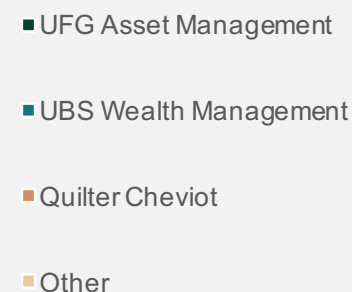 UFG Asset Management
UBS Wealth Management
Quilter Cheviot
Other